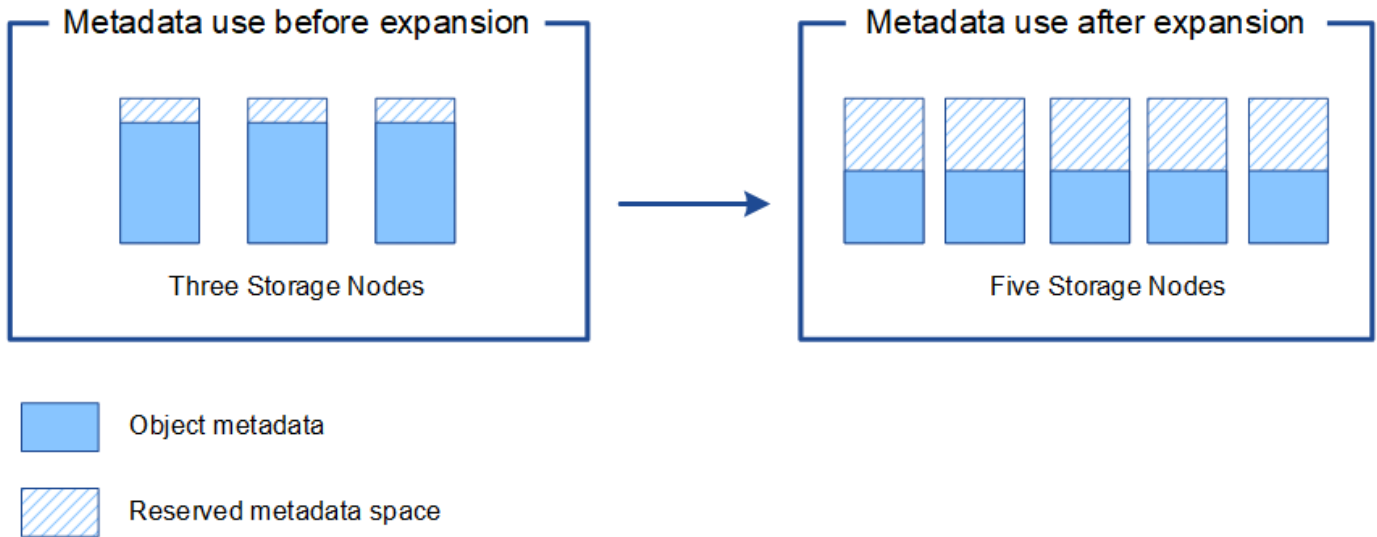 Metadata use before expansion
Metadata use after expansion
Three Storage Nodes
Five Storage Nodes
Object metadata
Reserved metadata space